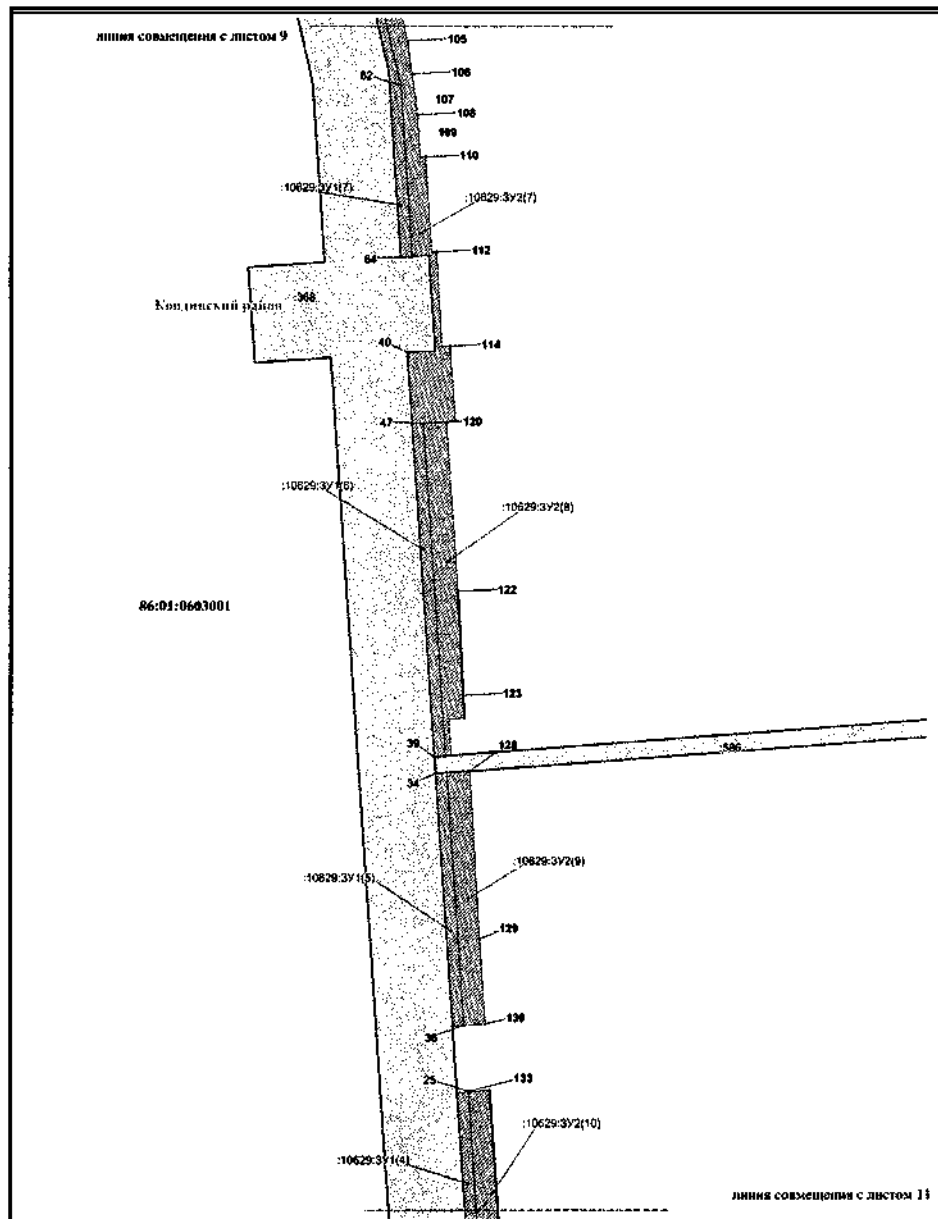 линия совмещения с листом 9
105
62
106
107
108
109
110
:10629:ЗУ1(7)
:10629:ЗУ2(7)
112
64
:368
Кондинский район
40
114
47
120
:10629:ЗУ1(6)
:10629:ЗУ2(8)
122
86:01:0603001
123
39
128
:586
34
:10629:ЗУ2(9)
:10629:ЗУ1(5)
129
130
36
25
133
:10629:ЗУ2(10)
:10629:ЗУ1(4)
линия совмещения с листом 11